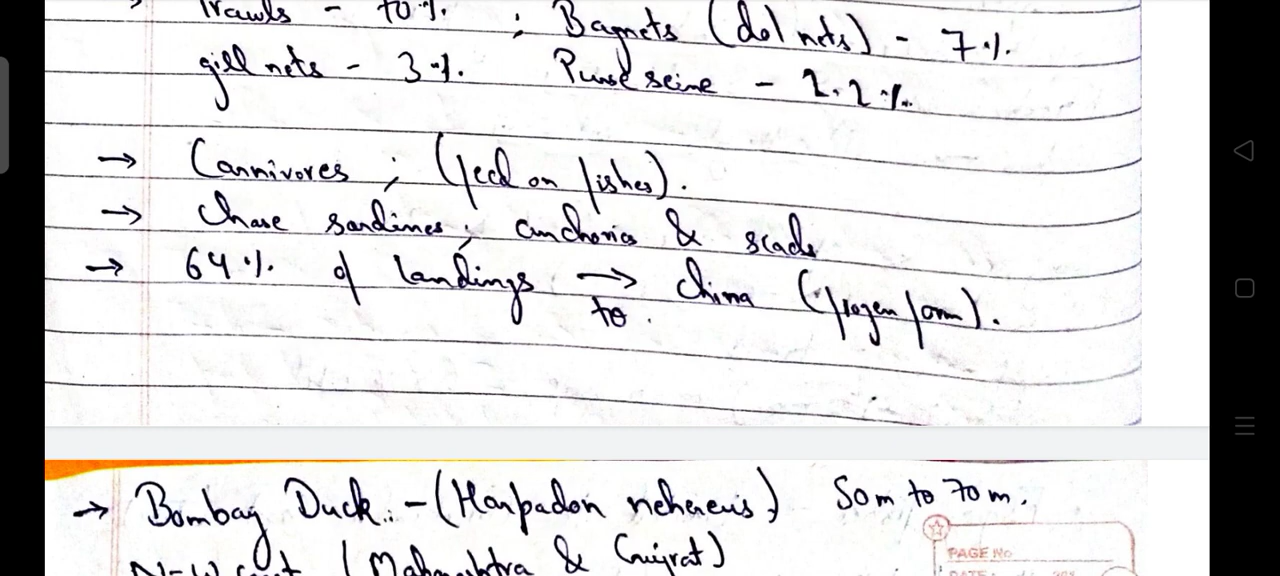 Trawls - 70%. ; Bagnets (dol nets) - 7%.
gill nets - 3%. Purse seine - 2.2%.
→ Carnivores ; (feed on fishes).
→ Chase sardines; anchovies & scads
→ 64%. of landings → China (frozen form).
to.
→ Bombay Duck:-(Harpadon nehereus) 50m to 70m.
PAGE No
N-W coast (Maharashtra & Gujrat)
DATE: